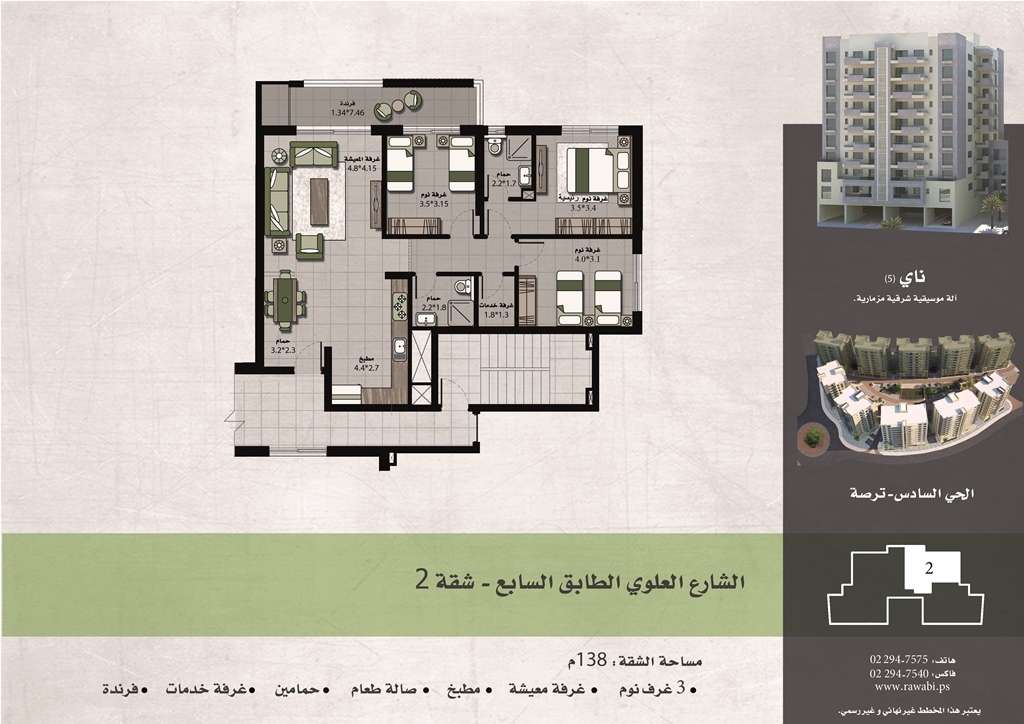 فرندة
1.34*7.46
غرفة المعيشة
4.8*4.15
غرفة نوم
3.5*3.15
حمام
2.2*1.7
غرفة نوم رئيسية
3.5*3.4
غرفة نوم
4.0*3.1
حمام
2.2*1.8
غرفة خدمات
1.8*1.3
حمام
3.2*2.3
مطبخ
4.4*2.7
ناي (5)
آلة موسيقية شرقية مزمارية.
الحي السادس-ترصة
2
الشارع العلوي الطابق السابع - شقة 2
مساحة الشقة: 138م
• 3 غرف نوم • غرفة معيشة • مطبخ • صالة طعام • حمامين • غرفة خدمات • فرندة
هاتف: 02 294-7575
فاكس: 02 294-7540
www.rawabi.ps
يعتبر هذا المخطط غير نهائي و غير رسمي.